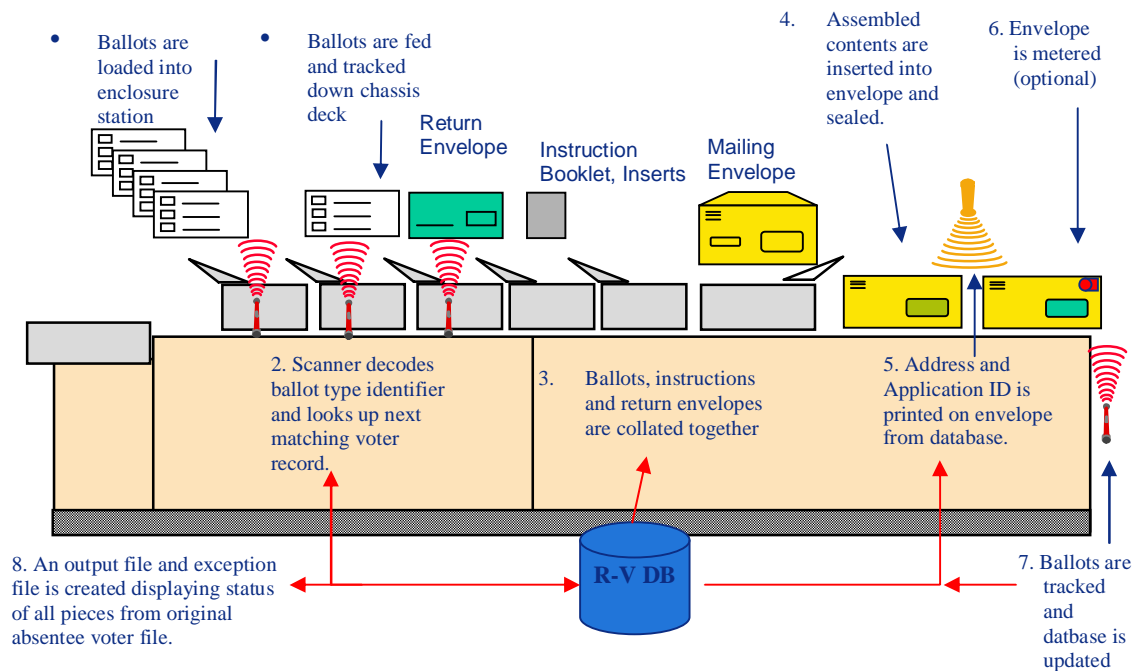 • Ballots are
loaded into
enclosure
station
• Ballots are fed
and tracked
down chassis
deck
Return
Envelope
Instruction
Booklet, Inserts
Mailing
Envelope
4. Assembled
contents are
inserted into
envelope and
sealed.
6. Envelope
is metered
(optional)
2. Scanner decodes
ballot type identifier
and looks up next
matching voter
record.
3. Ballots, instructions
and return envelopes
are collated together
5. Address and
Application ID is
printed on envelope
from database.
R-V DB
8. An output file and exception
file is created displaying status
of all pieces from original
absentee voter file.
7. Ballots are
tracked
and
datbase is
updated